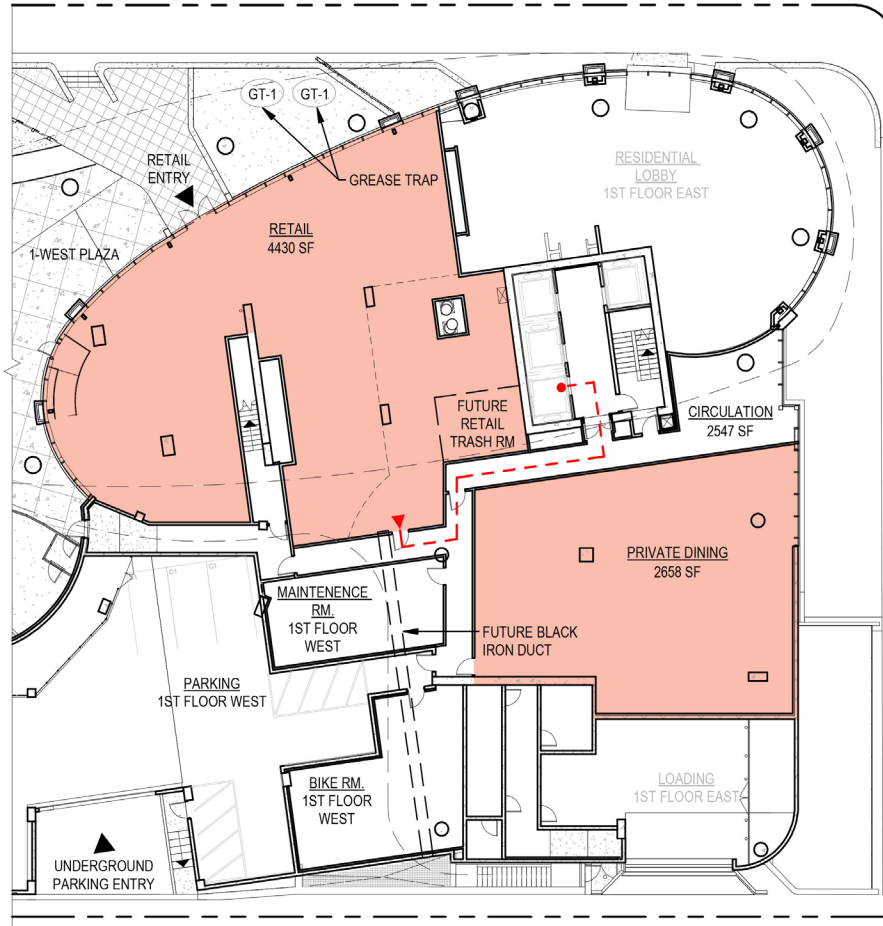 GT-1
GT-1
RETAIL
ENTRY
GREASE TRAP
RESIDENTIAL
LOBBY
1ST FLOOR EAST
RETAIL
4430 SF
1-WEST PLAZA
FUTURE
RETAIL
TRASH RM
CIRCULATION
2547 SF
PRIVATE DINING
2658 SF
C1
C1
MAINTENENCE
RM.
1ST FLOOR
WEST
FUTURE BLACK
IRON DUCT
PARKING
1ST FLOOR WEST
BIKE RM.
1ST FLOOR
WEST
LOADING
1ST FLOOR EAST
UNDERGROUND
PARKING ENTRY